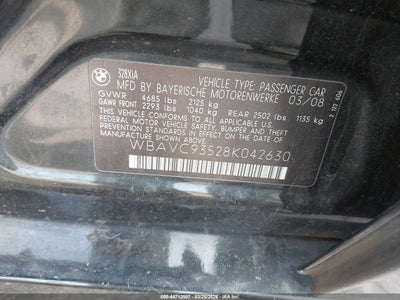 BMW
328XIA
VEHICLE TYPE: PASSENGER CAR
MFD BY BAYERISCHE MOTORENWERKE 03/08
GVWR 4685 lbs 2125 kg
GAWR FRONT 2293 lbs 1040 kg REAR 2502 lbs 1135 kg
THIS VEHICLE CONFORMS TO ALL APPLICABLE U.S. FEDERAL
MOTOR VEHICLE SAFETY, BUMPER, AND THEFT PREVENTION
STANDARDS IN EFFECT ON THE DATE OF
MANUFACTURE SHOWN ABOVE.
WBAVC93528K042630